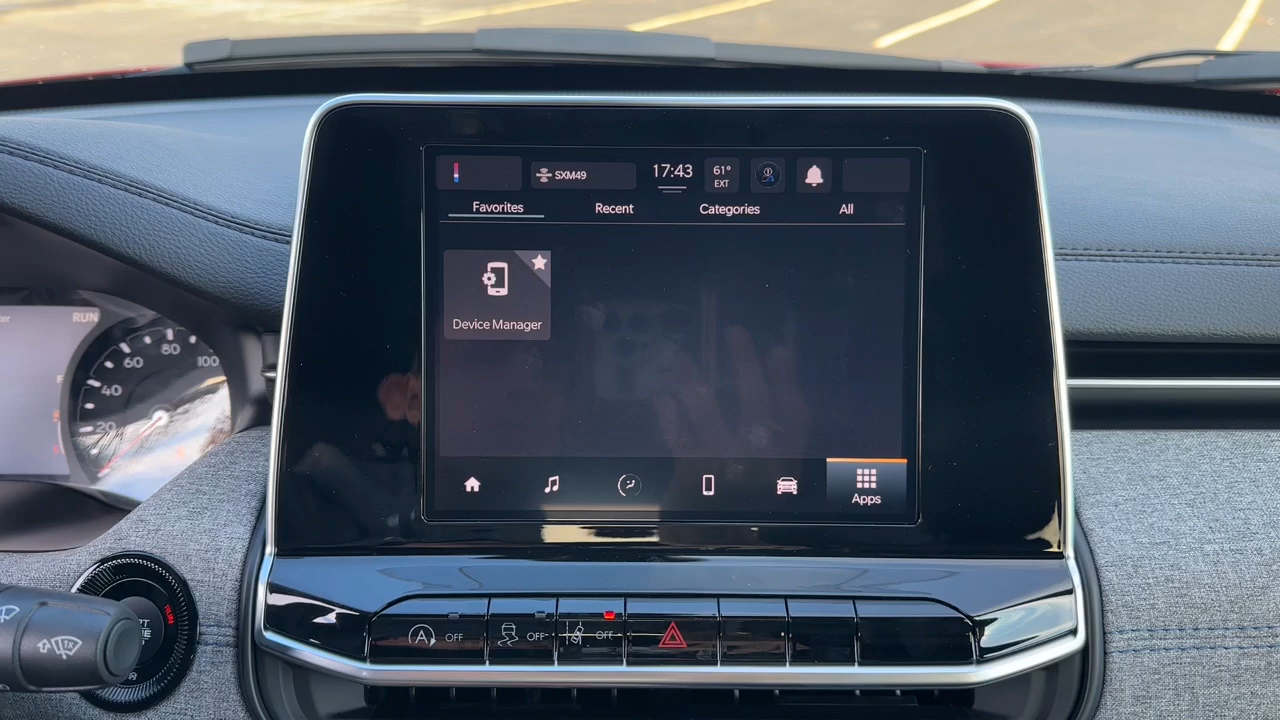 SXM49
17:43
61°
EXT
Favorites
Recent
Categories
All
Device Manager
Apps
RUN
20
40
60
80
100
RUN
OFF
OFF
OFF